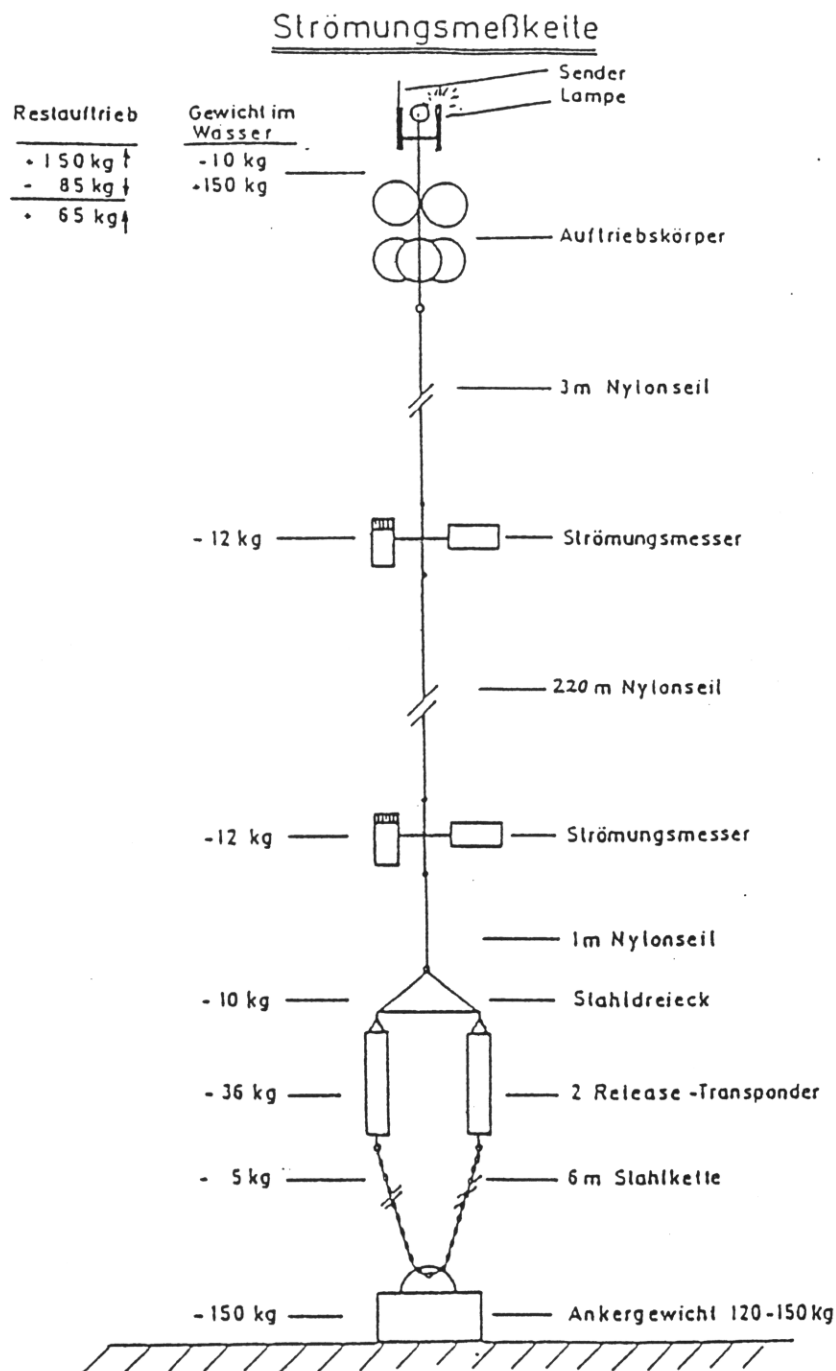 Strömungsmeßkette
Sender
Lampe
Restauftrieb
+ 150 kg ↑
- 85 kg ↓
+ 65 kg ↑
Gewicht im
Wasser
-10 kg
+150 kg
Auftriebskörper
3m Nylonseil
- 12 kg
Strömungsmesser
220 m Nylonseil
-12 kg
Strömungsmesser
1m Nylonseil
- 10 kg
Stahldreieck
- 36 kg
2 Release-Transponder
- 5 kg
6m Stahlkette
-150 kg
Ankergewicht 120-150kg